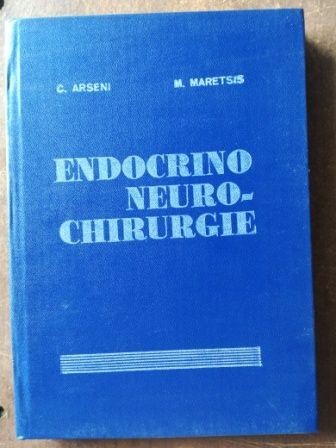 C. ARSENI M. MARETSIS
ENDOCRINO
NEURO-
CHIRURGIE